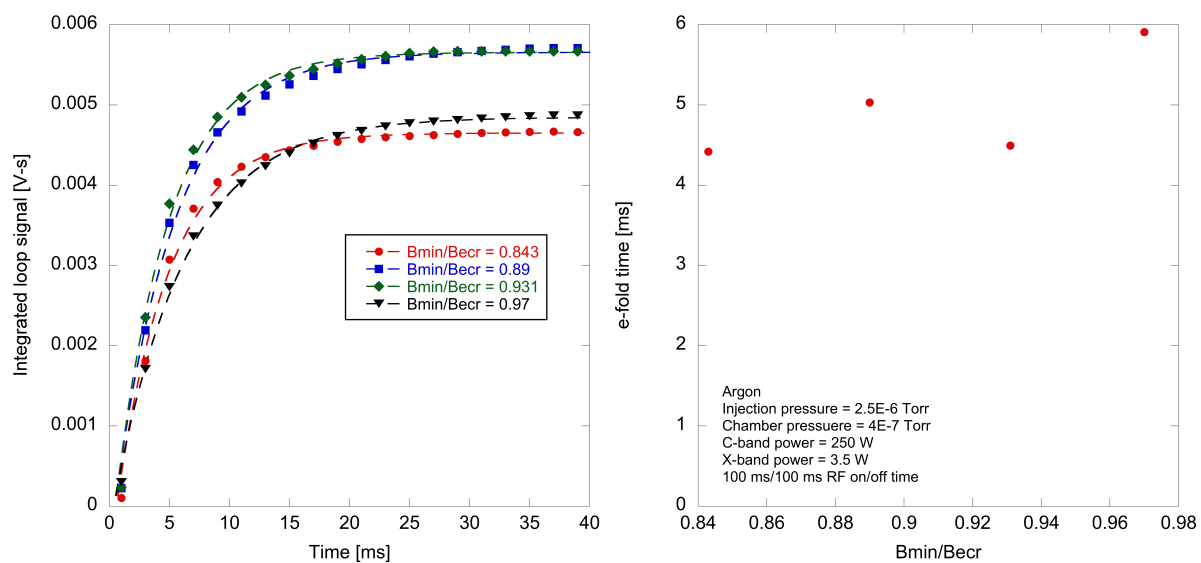 0.006
0.005
0.004
0.003
0.002
0.001
0
Integrated loop signal [V-s]
0 5 10 15 20 25 30 35 40
Time [ms]
Bmin/Becr = 0.843
Bmin/Becr = 0.89
Bmin/Becr = 0.931
Bmin/Becr = 0.97
6
5
4
3
2
1
0
e-fold time [ms]
Argon
Injection pressure = 2.5E-6 Torr
Chamber pressuere = 4E-7 Torr
C-band power = 250 W
X-band power = 3.5 W
100 ms/100 ms RF on/off time
0.84 0.86 0.88 0.9 0.92 0.94 0.96 0.98
Bmin/Becr